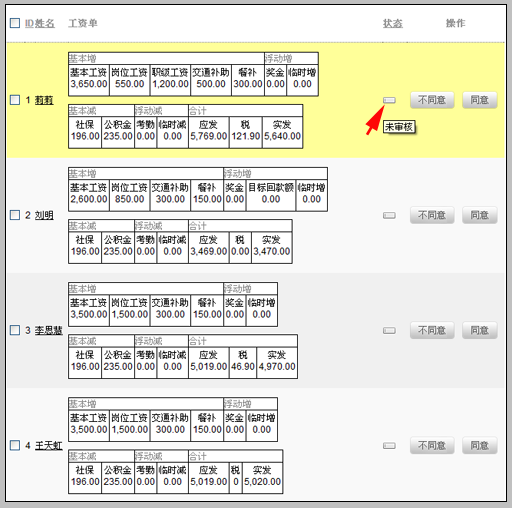 ID 姓名 工资单 状态 操作
基本增 浮动增
基本工资 岗位工资 职级工资 交通补助 餐补 奖金 临时增
3,650.00 550.00 1,200.00 500.00 300.00 0.00 0.00
1 莉莉 不同意 同意
基本减 浮动减 合计
社保 公积金 考勤 临时减 应发 税 实发
196.00 235.00 0.00 0.00 5,769.00 121.90 5,640.00
未审核
基本增 浮动增
基本工资 岗位工资 交通补助 餐补 奖金 目标回款额 临时增
2,600.00 850.00 300.00 150.00 0.00 0.00 0.00
2 刘明 不同意 同意
基本减 浮动减 合计
社保 公积金 考勤 临时减 应发 税 实发
196.00 235.00 0.00 0.00 3,469.00 0.00 3,470.00
基本增 浮动增
基本工资 岗位工资 交通补助 餐补 奖金 临时增
3,500.00 1,500.00 300.00 150.00 0.00 0.00
3 李思慧 不同意 同意
基本减 浮动减 合计
社保 公积金 考勤 临时减 应发 税 实发
196.00 235.00 0.00 0.00 5,019.00 46.90 4,970.00
基本增 浮动增
基本工资 岗位工资 交通补助 餐补 奖金 临时增
3,500.00 1,500.00 300.00 150.00 0.00 0.00
4 王天虹 不同意 同意
基本减 浮动减 合计
社保 公积金 考勤 临时减 应发 税 实发
196.00 235.00 0.00 0.00 5,019.00 0 5,020.00